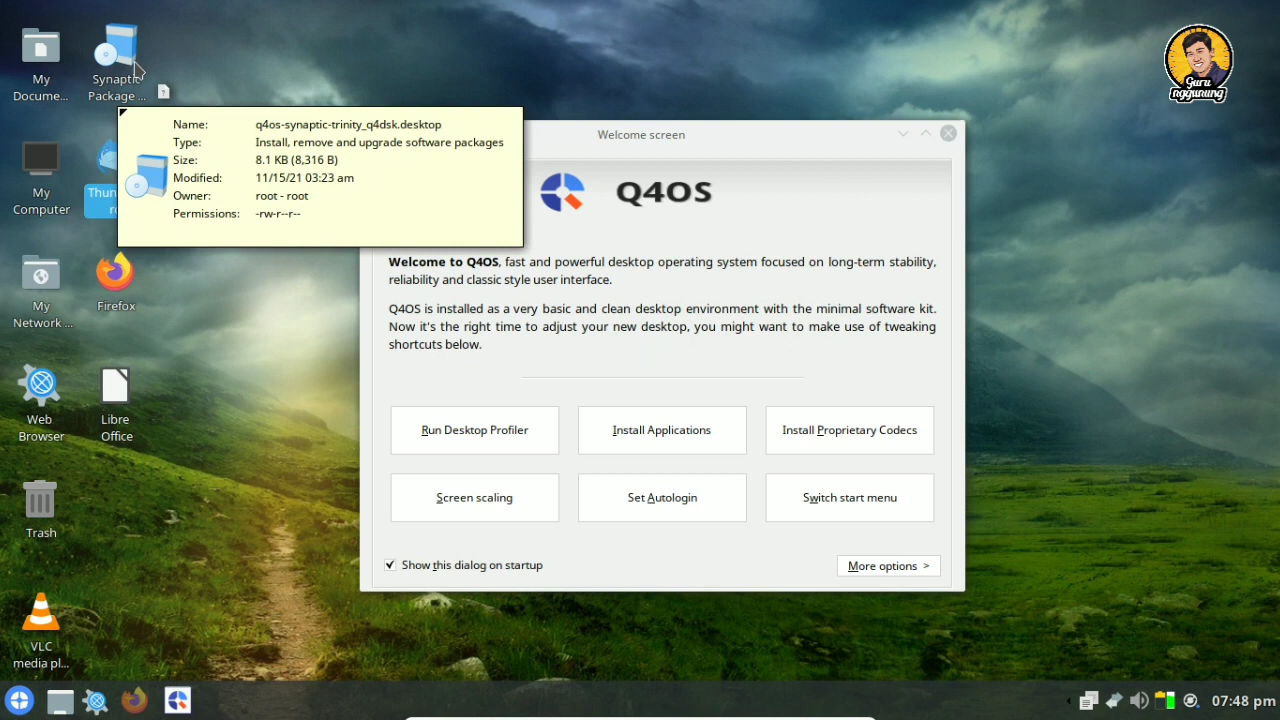 My
Docume...
Synaptic
Package ...
Guru
nggunung
Name: q4os-synaptic-trinity_q4dsk.desktop
Type: Install, remove and upgrade software packages
Size: 8.1 KB (8,316 B)
Modified: 11/15/21 03:23 am
Owner: root - root
Permissions: -rw-r--r--
Welcome screen
My
Computer
Thun
Q4OS
Welcome to Q4OS, fast and powerful desktop operating system focused on long-term stability,
reliability and classic style user interface.
Q4OS is installed as a very basic and clean desktop environment with the minimal software kit.
Now it's the right time to adjust your new desktop, you might want to make use of tweaking
shortcuts below.
My
Network ...
Firefox
Web
Browser
Libre
Office
Run Desktop Profiler
Install Applications
Install Proprietary Codecs
Screen scaling
Set Autologin
Switch start menu
Trash
Show this dialog on startup
More options >
VLC
media pl...
07:48 pm